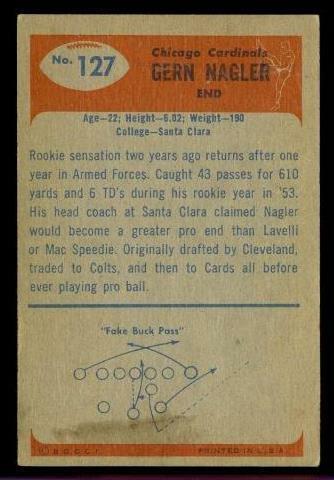 No. 127
Chicago Cardinals
GERN NAGLER
END
Age—22; Height—6.02; Weight—190
College—Santa Clara
Rookie sensation two years ago returns after one
year in Armed Forces. Caught 43 passes for 610
yards and 6 TD's during his rookie year in '53.
His head coach at Santa Clara claimed Nagler
would become a greater pro end than Lavelli
or Mac Speedie. Originally drafted by Cleveland,
traded to Colts, and then to Cards all before
ever playing pro ball.
"Fake Buck Pass"
© B.G.C.I.
PRINTED IN U.S.A.